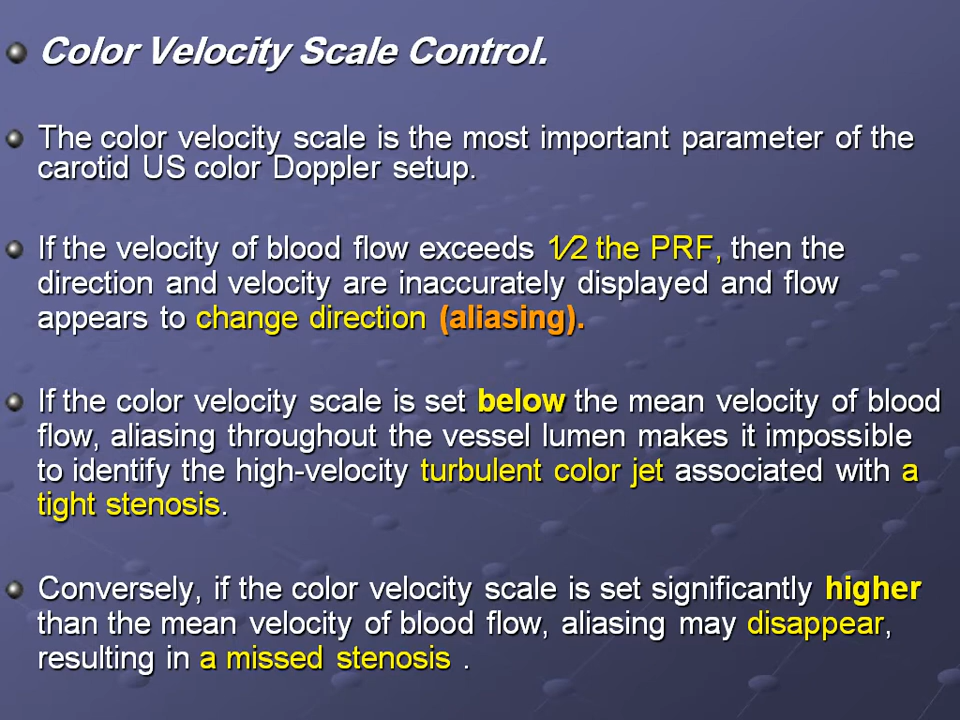 Color Velocity Scale Control.
The color velocity scale is the most important parameter of the
carotid US color Doppler setup.
If the velocity of blood flow exceeds 1⁄2 the PRF, then the
direction and velocity are inaccurately displayed and flow
appears to change direction (aliasing).
If the color velocity scale is set below the mean velocity of blood
flow, aliasing throughout the vessel lumen makes it impossible
to identify the high-velocity turbulent color jet associated with a
tight stenosis.
Conversely, if the color velocity scale is set significantly higher
than the mean velocity of blood flow, aliasing may disappear,
resulting in a missed stenosis .